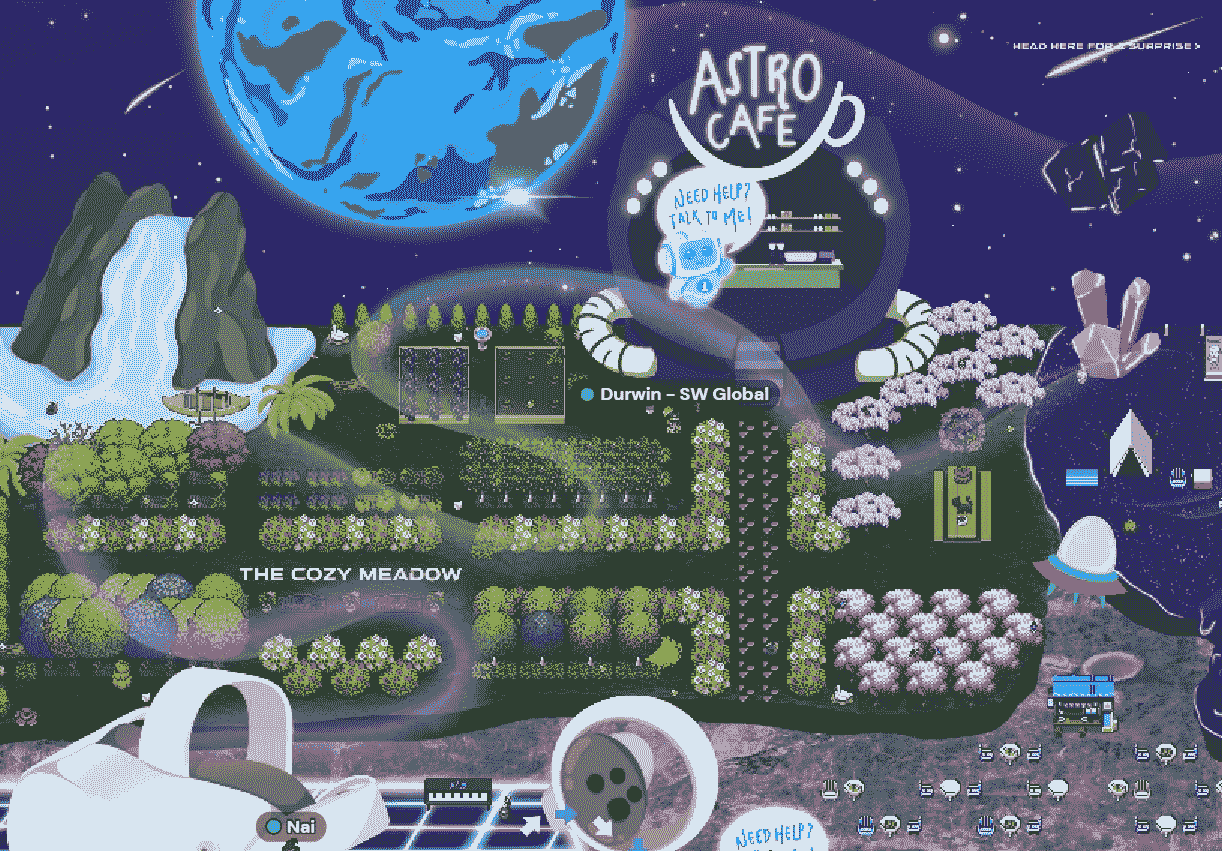 HEAD HERE FOR A SURPRISE >
ASTRO
CAFE
NEED HELP?
TALK TO ME!
Durwin - SW Global
THE COZY MEADOW
Nai
NEED HELP?